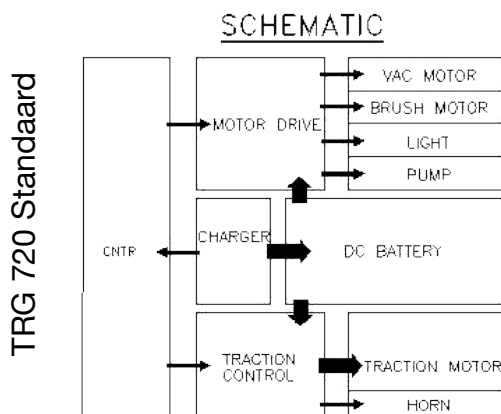 SCHEMATIC
TRG 720 Standaard
VAC MOTOR
BRUSH MOTOR
MOTOR DRIVE
LIGHT
PUMP
CHARGER
CNTR
DC BATTERY
TRACTION
CONTROL
TRACTION MOTOR
HORN